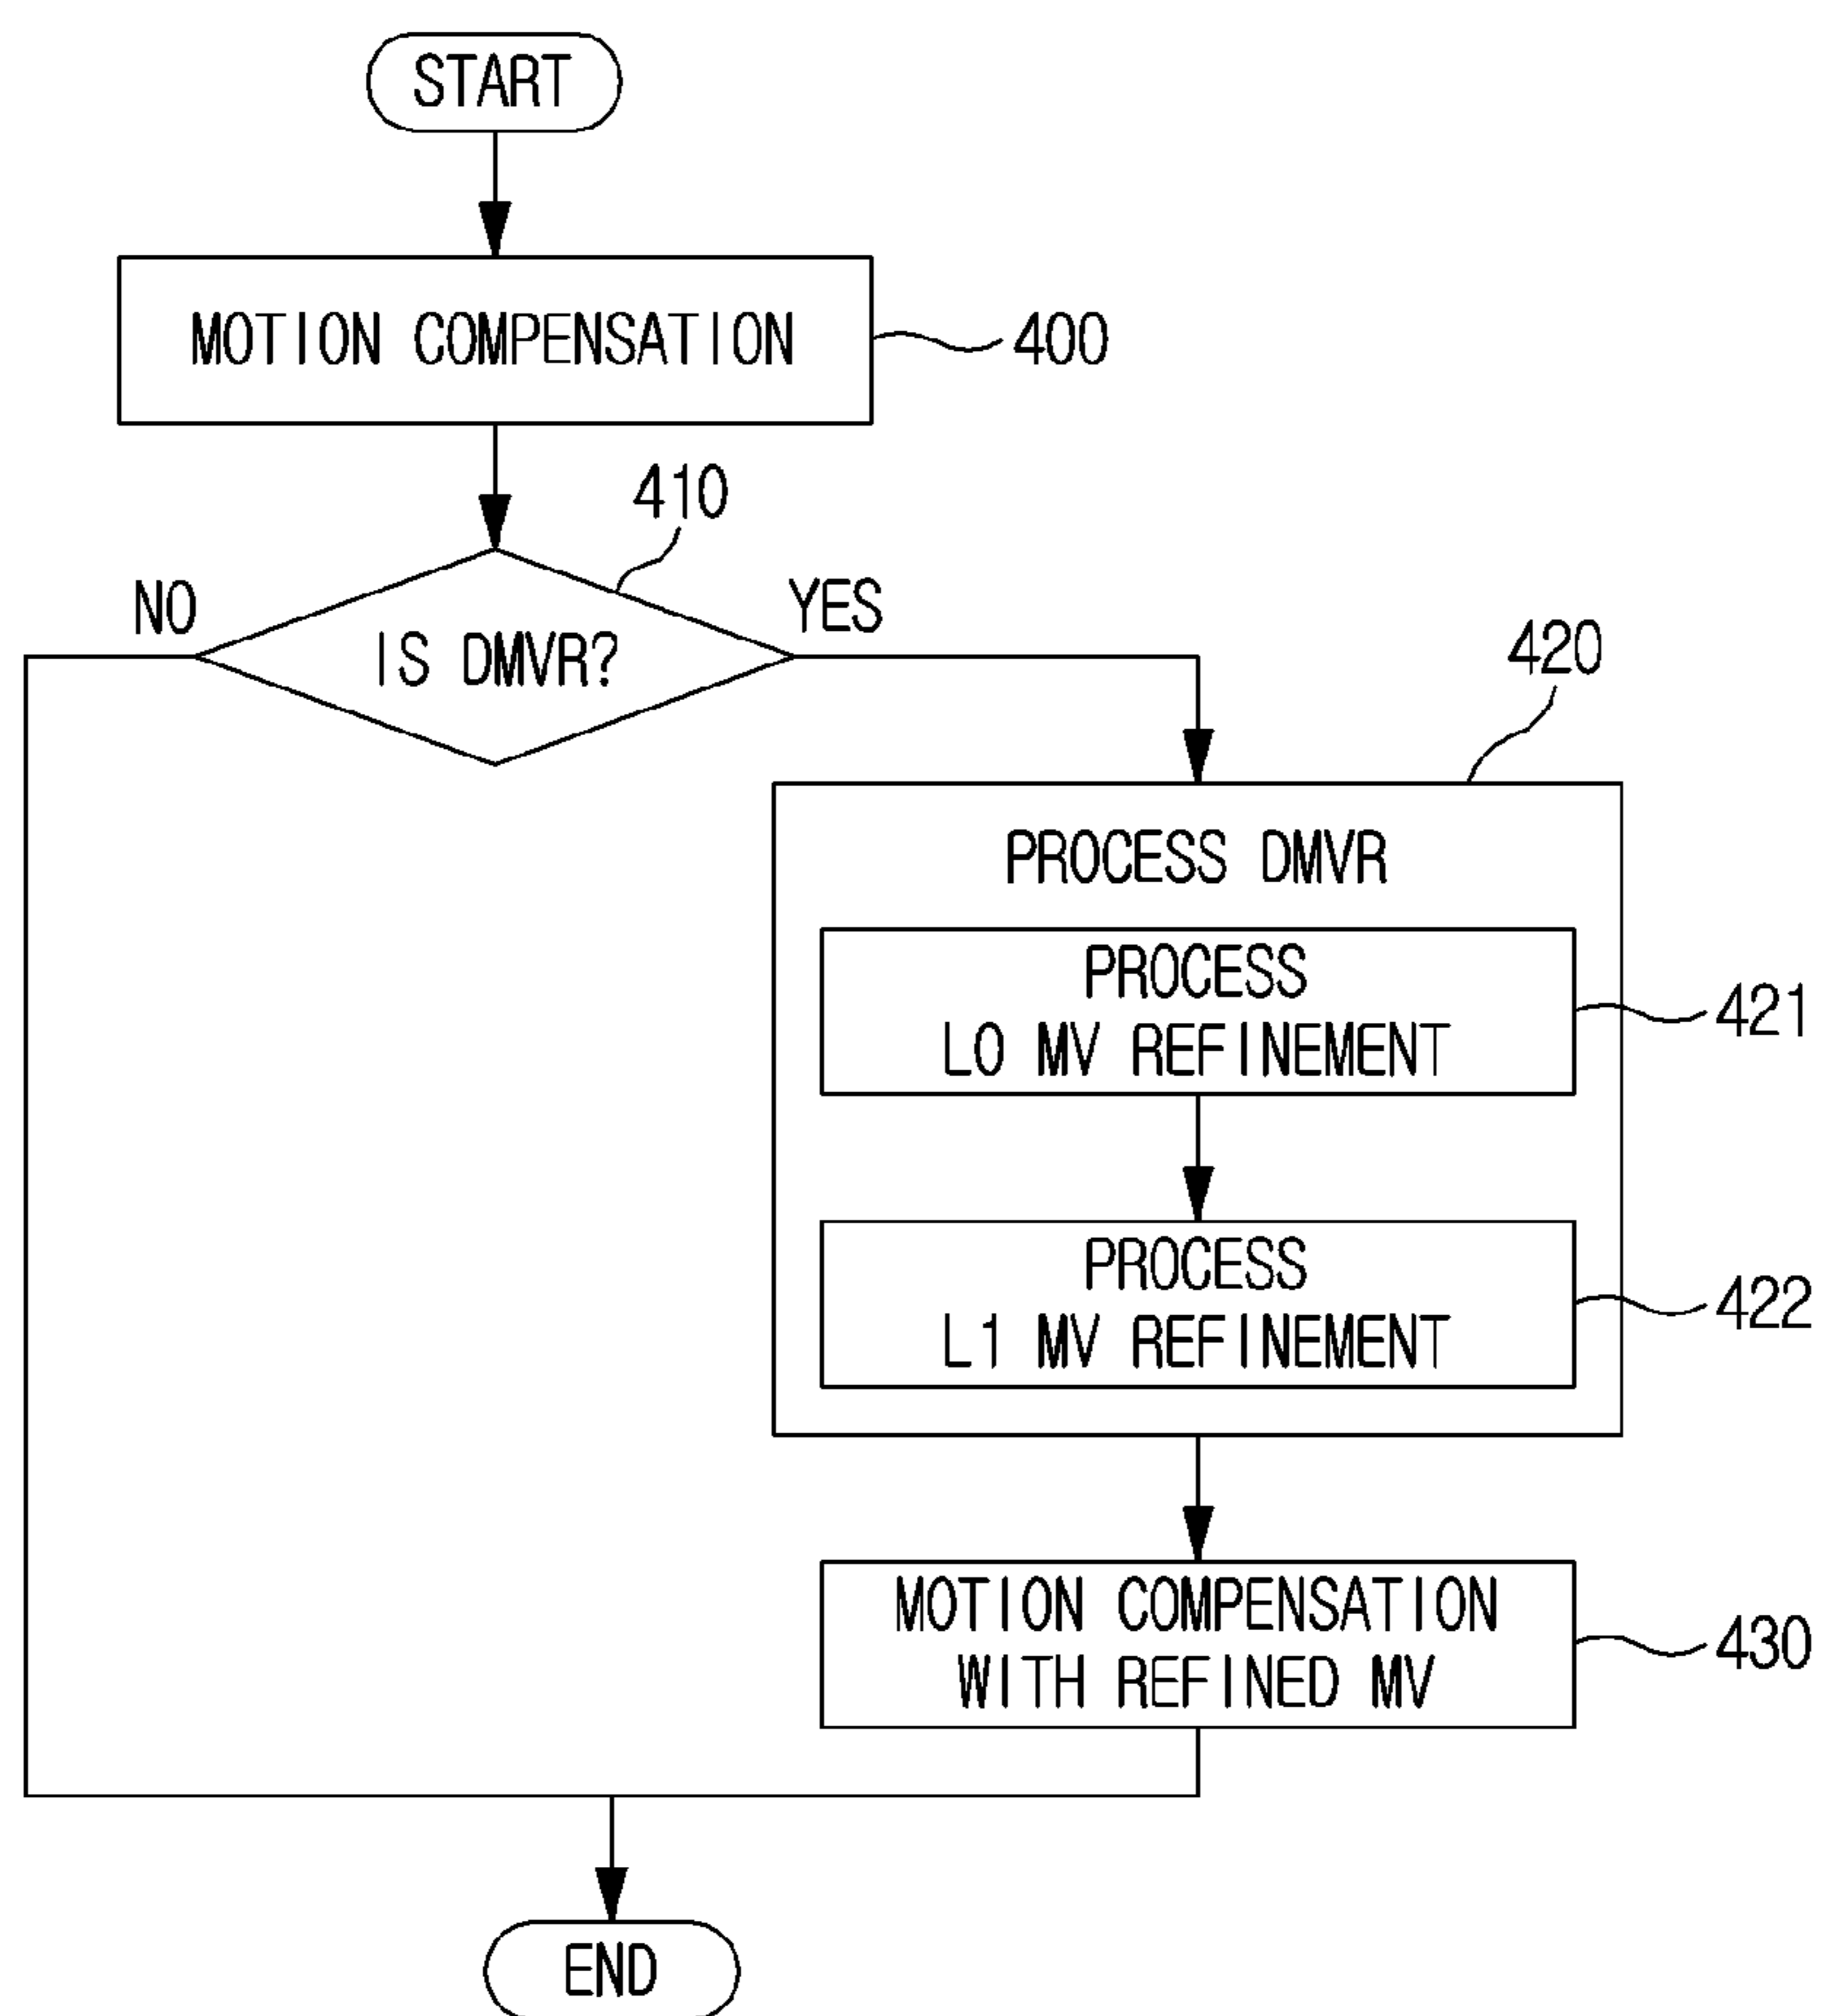 START
MOTION COMPENSATION
400
410
NO
YES
IS DMVR?
420
PROCESS DMVR
PROCESS
L0 MV REFINEMENT
421
PROCESS
L1 MV REFINEMENT
422
MOTION COMPENSATION
WITH REFINED MV
430
END